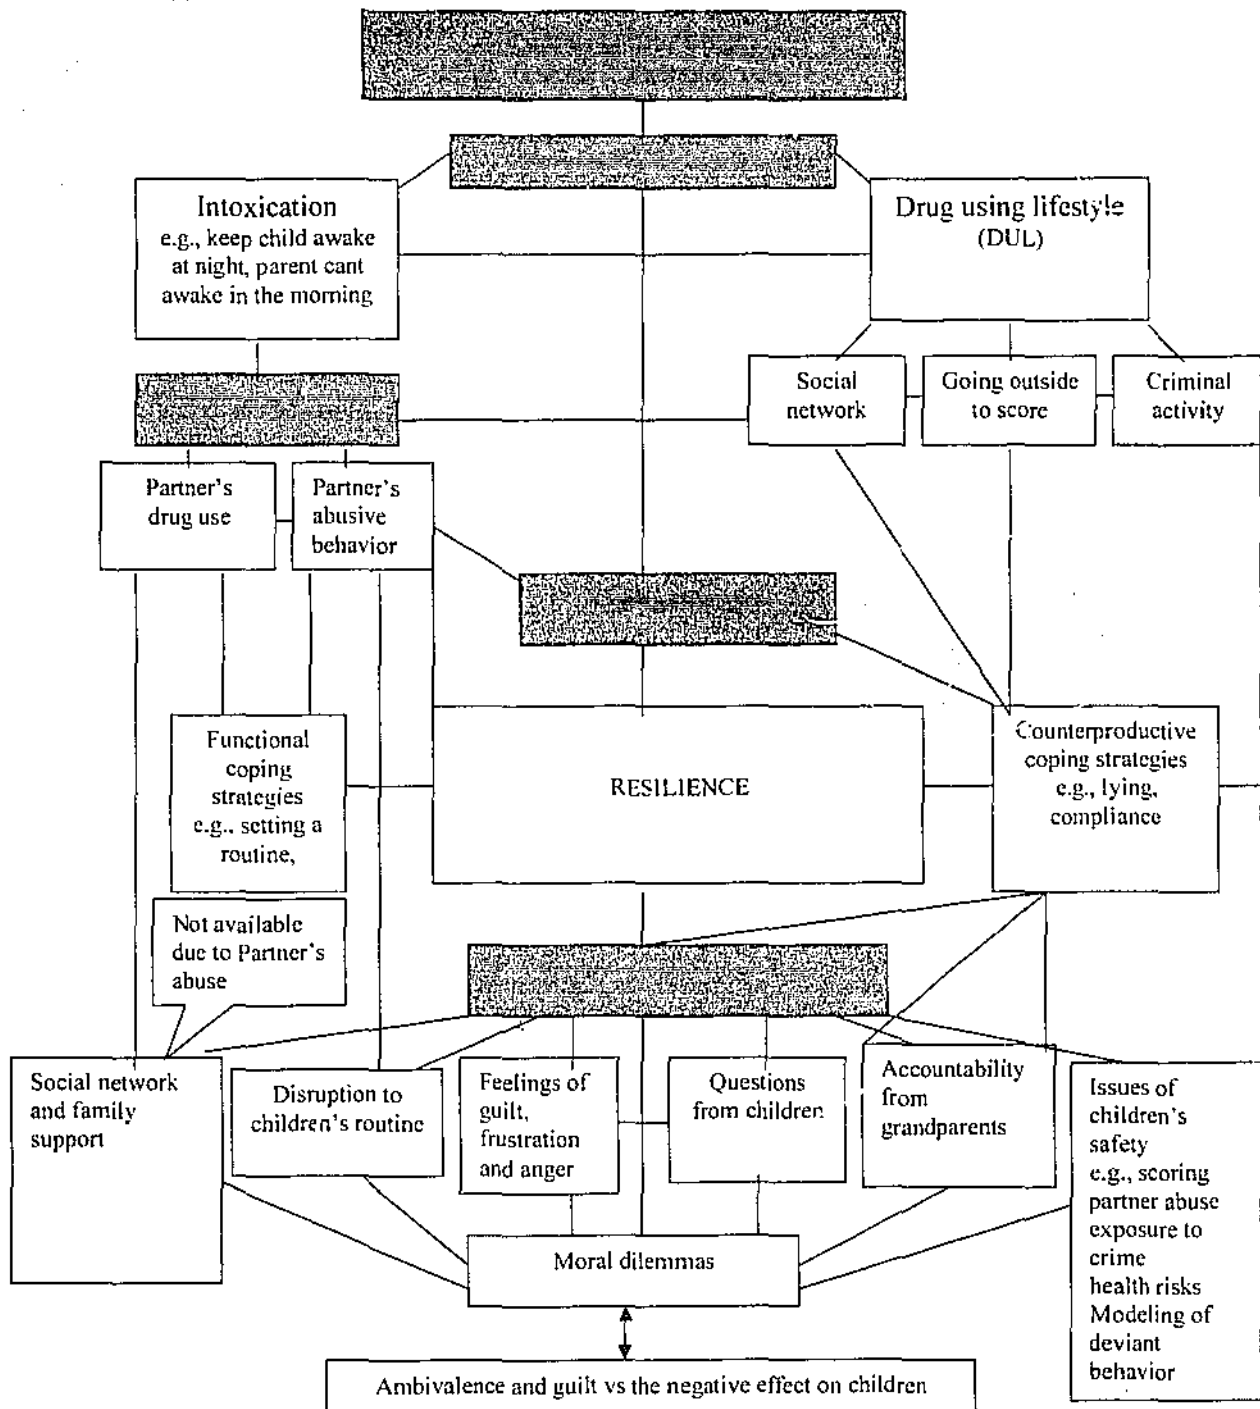 Intoxication
e.g., keep child awake
at night, parent cant
awake in the morning
Drug using lifestyle
(DUL)
Social
network
Going outside
to score
Criminal
activity
Partner's
drug use
Partner's
abusive
behavior
Functional
coping
strategies
e.g., setting a
routine,
RESILIENCE
Counterproductive
coping strategies
e.g., lying,
compliance
Not available
due to Partner's
abuse
Social network
and family
support
Disruption to
children's routine
Feelings of
guilt,
frustration
and anger
Questions
from children
Accountability
from
grandparents
Issues of
children's
safety
e.g., scoring
partner abuse
exposure to
crime
health risks
Modeling of
deviant
behavior
Moral dilemmas
Ambivalence and guilt vs the negative effect on children